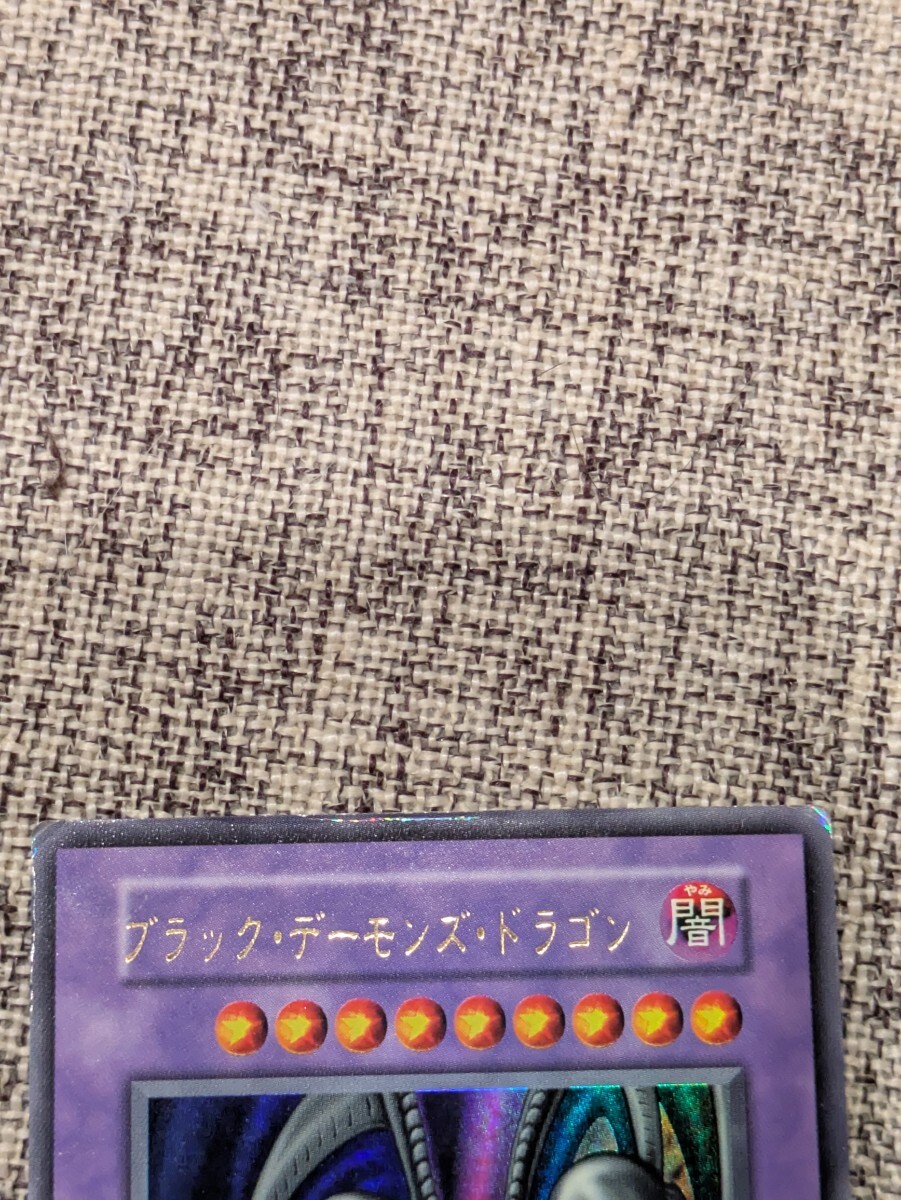 ブラック・デーモンズ・ドラゴン
やみ
闇